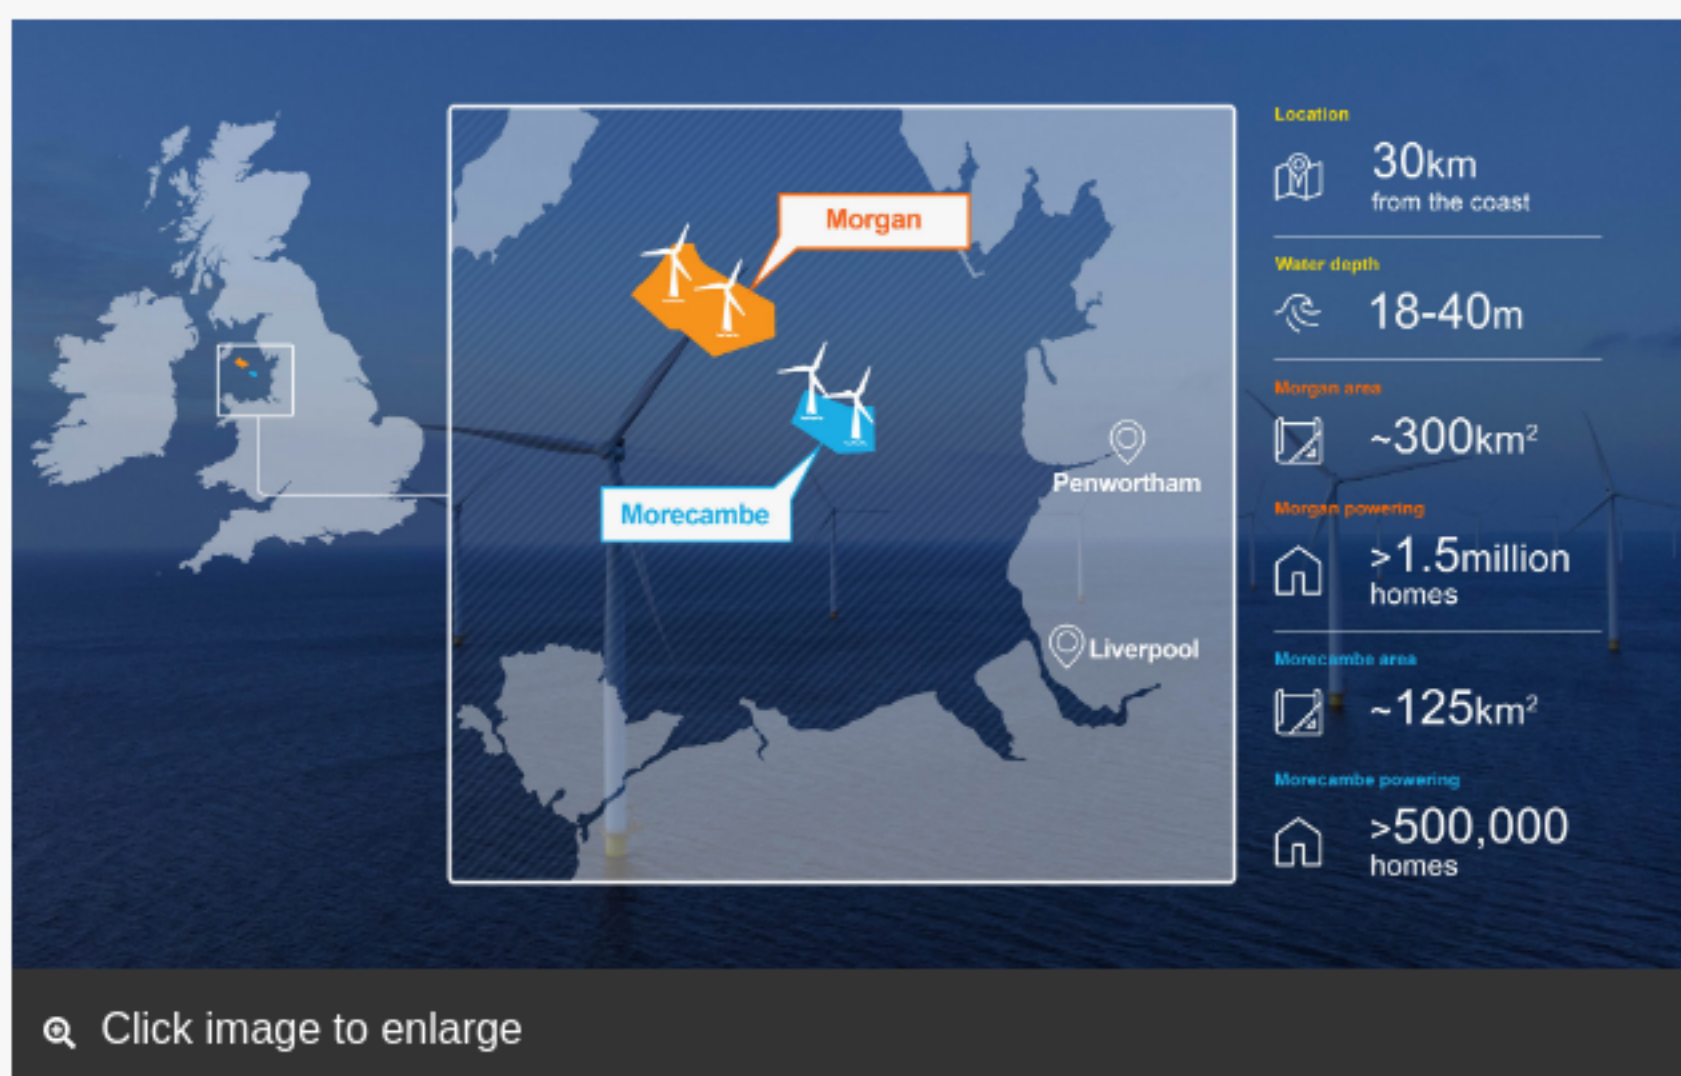 Morgan
Morecambe
Penwortham
Liverpool
Location
30km
from the coast
Water depth
18-40m
Morgan area
~300km²
Morgan powering
>1.5million
homes
Morecambe area
~125km²
Morecambe powering
>500,000
homes
Click image to enlarge